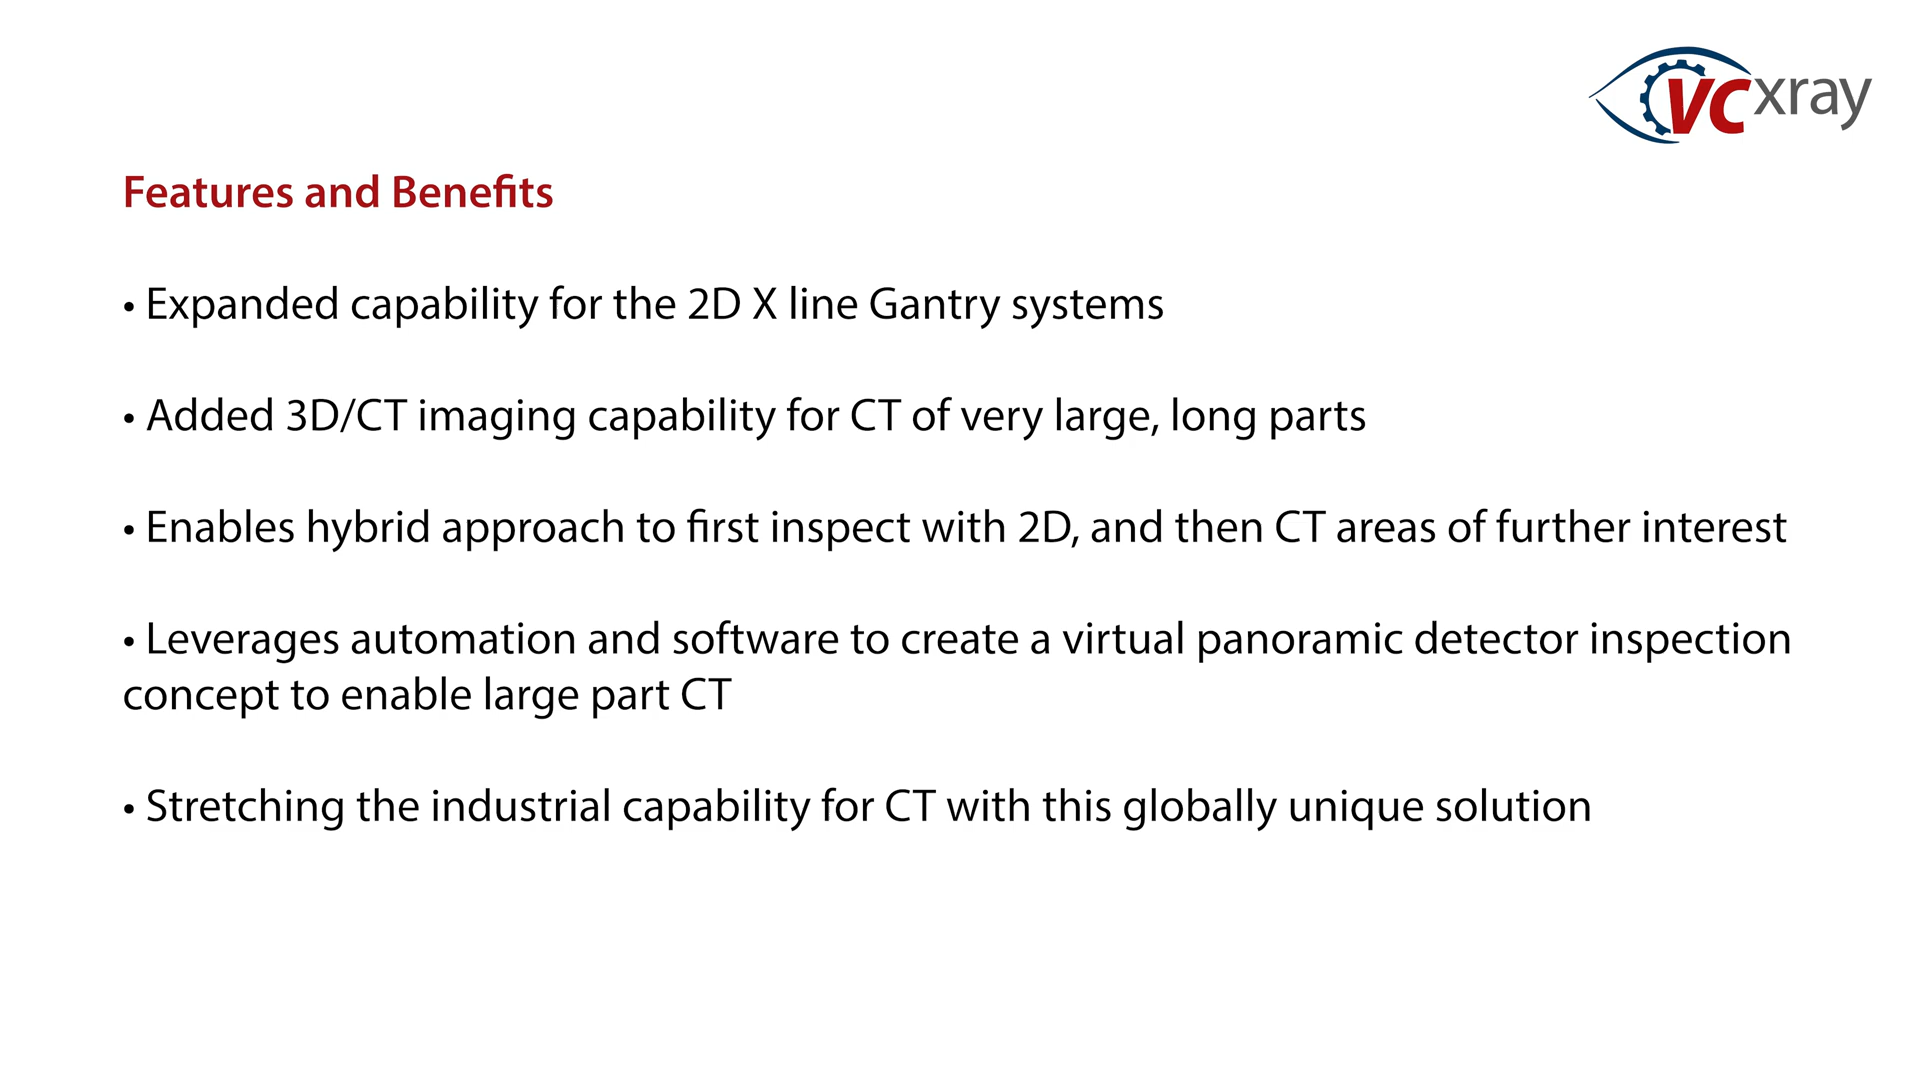 VCxray
Features and Benefits
• Expanded capability for the 2D X line Gantry systems
• Added 3D/CT imaging capability for CT of very large, long parts
• Enables hybrid approach to first inspect with 2D, and then CT areas of further interest
• Leverages automation and software to create a virtual panoramic detector inspection
concept to enable large part CT
• Stretching the industrial capability for CT with this globally unique solution